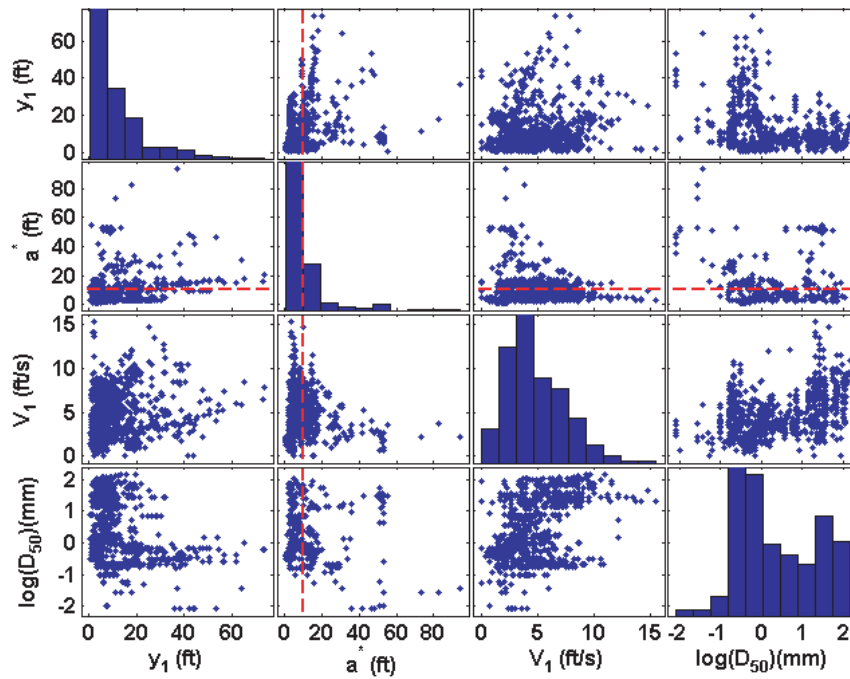 y₁ (ft)
60
40
20
0
a* (ft)
80
60
40
20
0
V₁ (ft/s)
15
10
5
0
log(D₅₀)(mm)
2
1
0
-1
-2
0 20 40 60
0 20 40 60 80
0 5 10 15
-2 -1 0 1 2
y₁ (ft)
a* (ft)
V₁ (ft/s)
log(D₅₀)(mm)